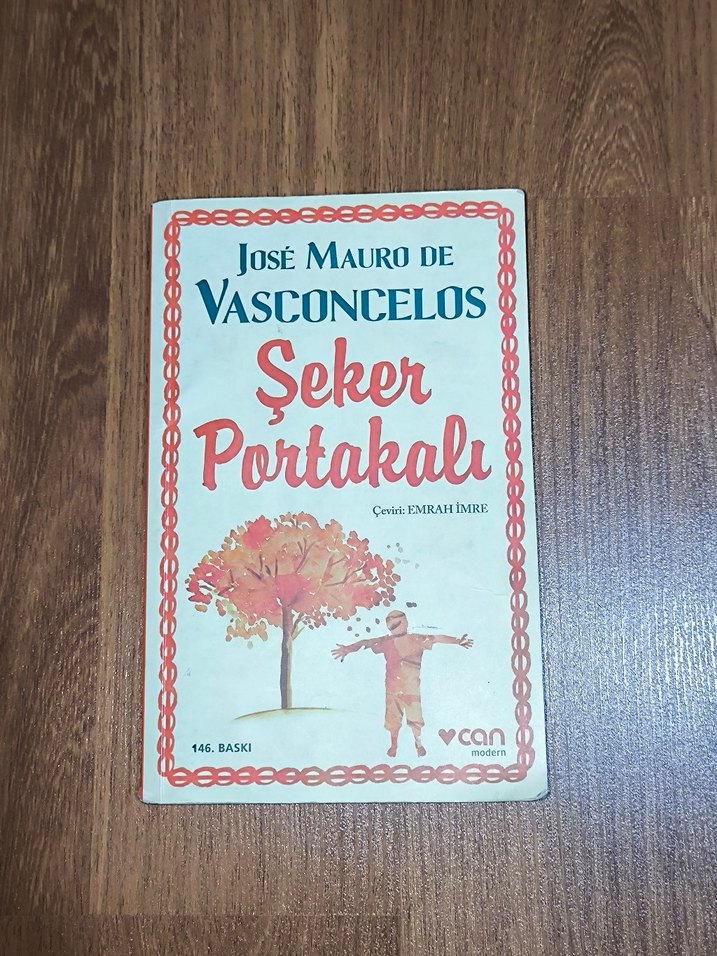 JOSÉ MAURO DE
VASCONCELOS
Şeker
Portakalı
Çeviri: EMRAH İMRE
146. BASKI
can
modern